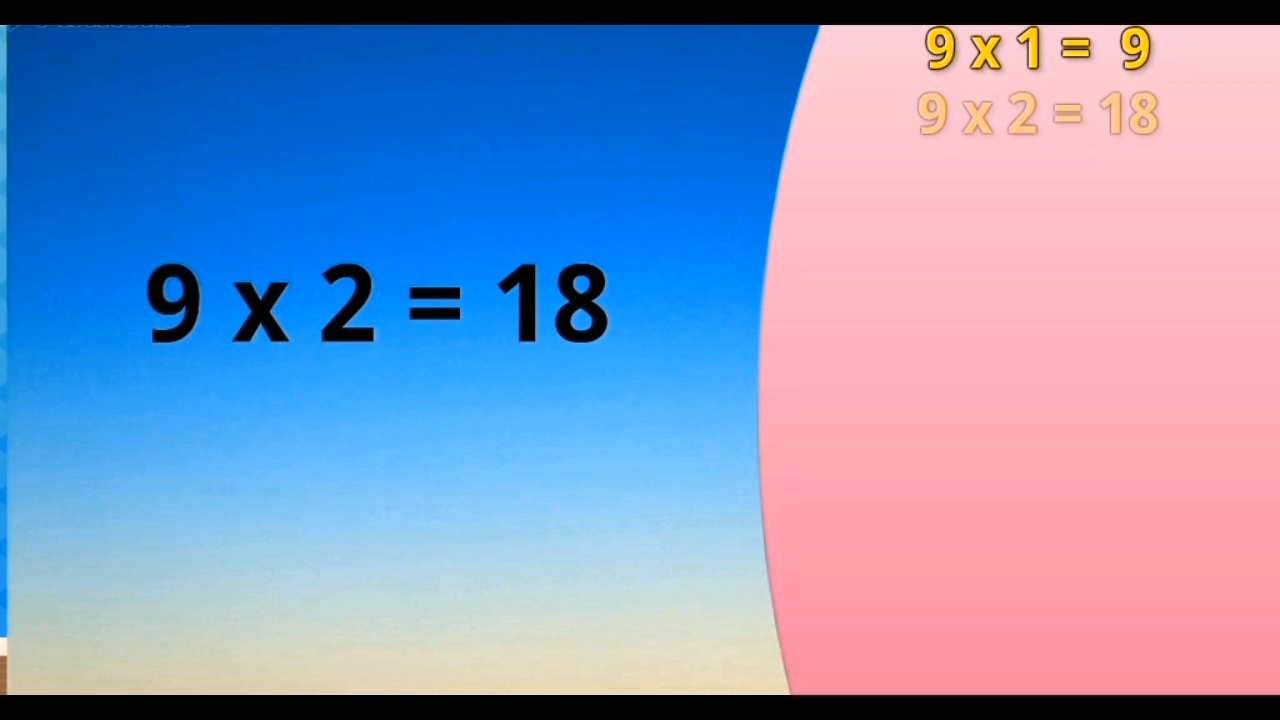 9 x 2 = 18
9 x 1 = 9
9 x 2 = 18